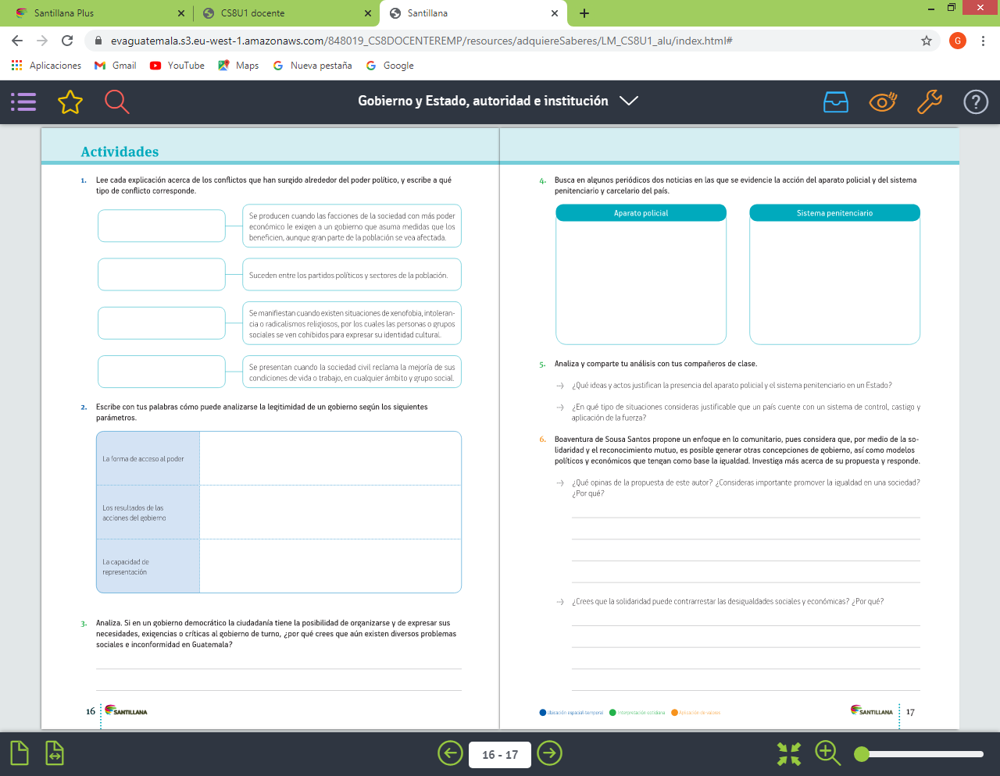 Santillana Plus
CS8U1 docente
Santillana
evaguatemala.s3.eu-west-1.amazonaws.com/848019_CS8DOCENTEREMP/resources/adquiereSaberes/LM_CS8U1_alu/index.html#
G
Aplicaciones
Gmail
YouTube
Maps
Nueva pestaña
Google
Gobierno y Estado, autoridad e institución
Actividades
1. Lee cada explicación acerca de los conflictos que han surgido alrededor del poder político, y escribe a qué
tipo de conflicto corresponde.
Se producen cuando las facciones de la sociedad con más poder
económico le exigen a un gobierno que asuma medidas que los
beneficien, aunque gran parte de la población se vea afectada.
Suceden entre los partidos políticos y sectores de la población.
Se manifiestan cuando existen situaciones de xenofobia, intoleran-
cia o radicalismos religiosos, por los cuales las personas o grupos
sociales se ven cohibidos para expresar su identidad cultural.
Se presentan cuando la sociedad civil reclama la mejoría de sus
condiciones de vida o trabajo, en cualquier ámbito y grupo social.
2. Escribe con tus palabras cómo puede analizarse la legitimidad de un gobierno según los siguientes
parámetros.
La forma de acceso al poder
Los resultados de las
acciones del gobierno
La capacidad de
representación
3. Analiza. Si en un gobierno democrático la ciudadanía tiene la posibilidad de organizarse y de expresar sus
necesidades, exigencias o críticas al gobierno de turno, ¿por qué crees que aún existen diversos problemas
sociales e inconformidad en Guatemala?
16
SANTILLANA
4. Busca en algunos periódicos dos noticias en las que se evidencie la acción del aparato policial y del sistema
penitenciario y carcelario del país.
Aparato policial
Sistema penitenciario
5. Analiza y comparte tu análisis con tus compañeros de clase.
¿Qué ideas y actos justifican la presencia del aparato policial y el sistema penitenciario en un Estado?
¿En qué tipo de situaciones consideras justificable que un país cuente con un sistema de control, castigo y
aplicación de la fuerza?
6. Boaventura de Sousa Santos propone un enfoque en lo comunitario, pues considera que, por medio de la so-
lidaridad y el reconocimiento mutuo, es posible generar otras concepciones de gobierno, así como modelos
políticos y económicos que tengan como base la igualdad. Investiga más acerca de su propuesta y responde.
¿Qué opinas de la propuesta de este autor? ¿Consideras importante promover la igualdad en una sociedad?
¿Por qué?
¿Crees que la solidaridad puede contrarrestar las desigualdades sociales y económicas? ¿Por qué?
Ubicación espacial-temporal
Interpretación cotidiana
Aplicación de valores
SANTILLANA
17
16 - 17